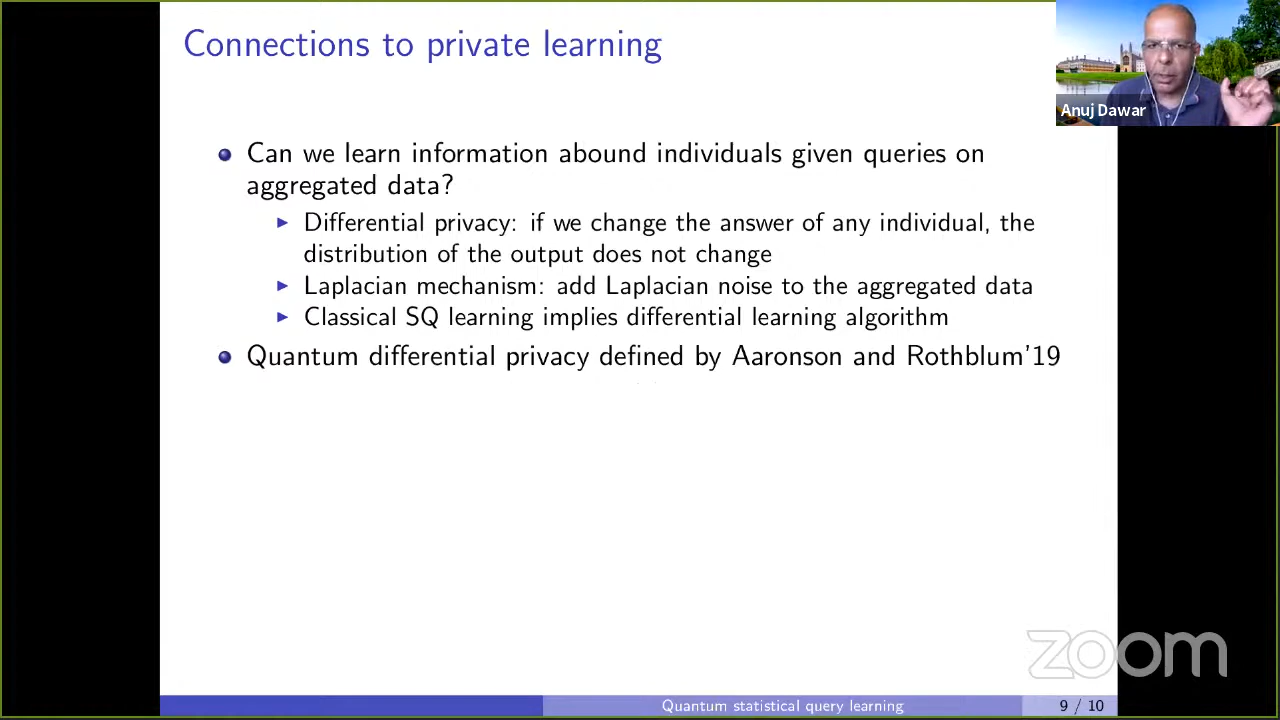 Connections to private learning
Anuj Dawar
Can we learn information abound individuals given queries on
aggregated data?
Differential privacy: if we change the answer of any individual, the
distribution of the output does not change
Laplacian mechanism: add Laplacian noise to the aggregated data
Classical SQ learning implies differential learning algorithm
Quantum differential privacy defined by Aaronson and Rothblum'19
zoom
Quantum statistical query learning
9 / 10